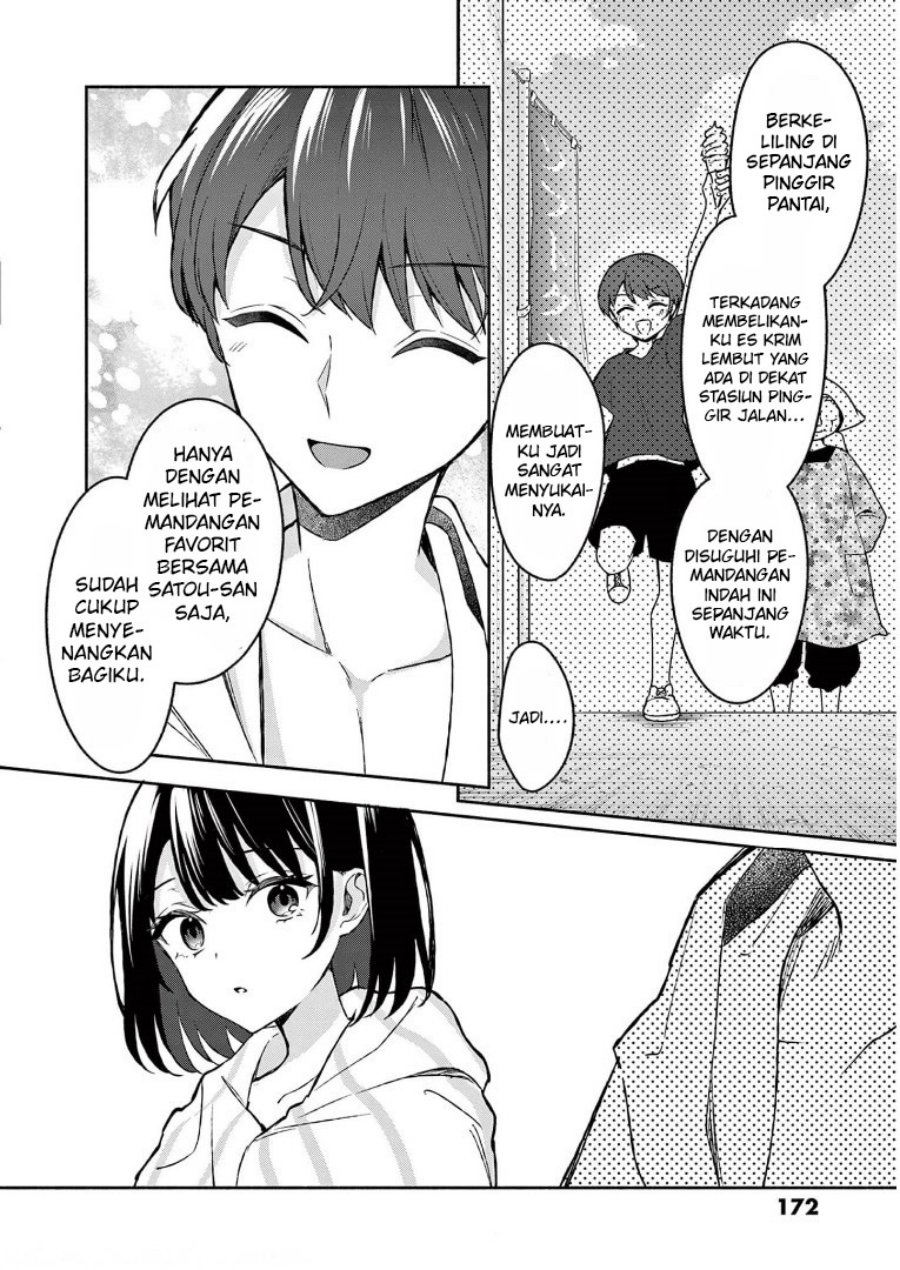 BERKE-
LILING DI
SEPANJANG
PINGGIR
PANTAI,
TERKADANG
MEMBELIKAN-
KU ES KRIM
LEMBUT YANG
ADA DI DEKAT
STASIUN PING-
GIR JALAN...
DENGAN
DISUGUHI PE-
MANDANGAN
INDAH INI
SEPANJANG
WAKTU.
MEMBUAT-
KU JADI
SANGAT
MENYUKAI-
NYA.
JADI....
HANYA
DENGAN
MELIHAT PE-
MANDANGAN
FAVORIT
BERSAMA
SATOU-SAN
SAJA,
SUDAH
CUKUP
MENYE-
NANGKAN
BAGIKU.
172